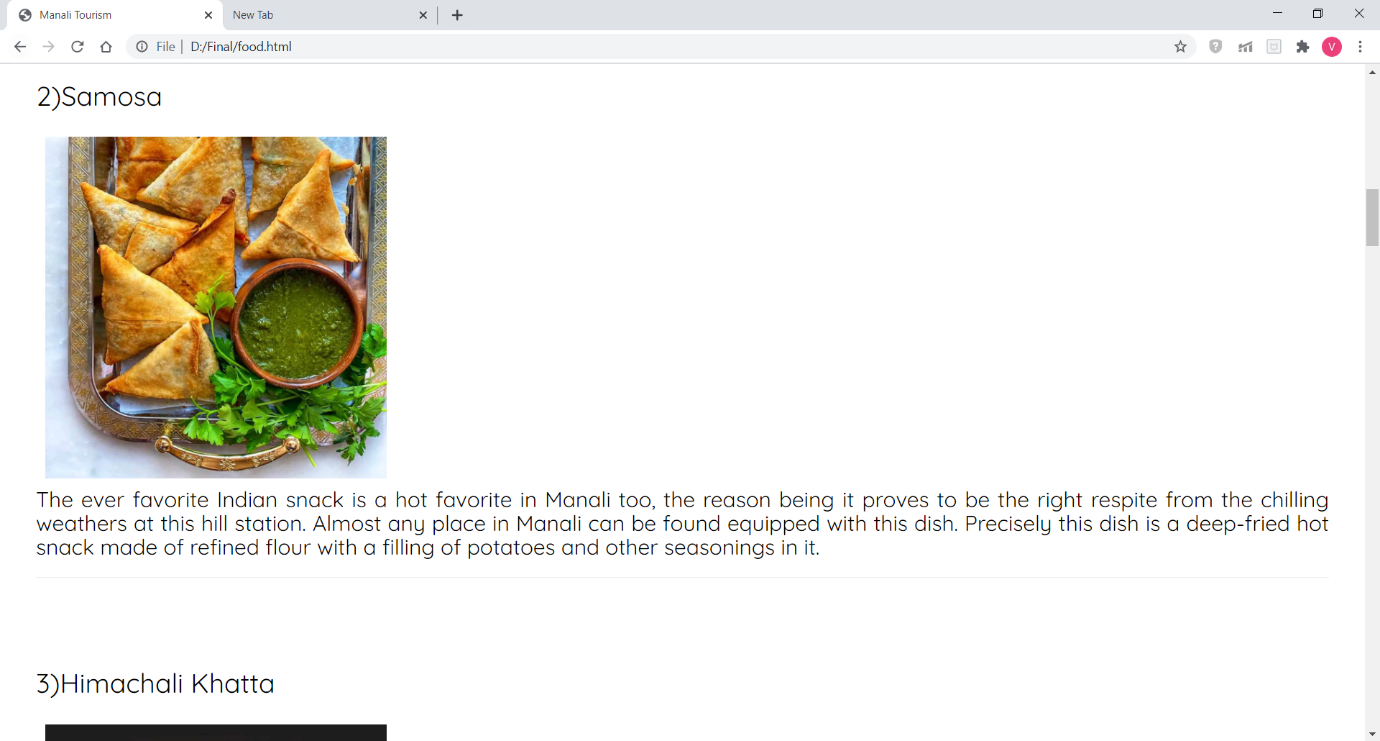 Manali Tourism
New Tab
File
D:/Final/food.html
V
2)Samosa
The ever favorite Indian snack is a hot favorite in Manali too, the reason being it proves to be the right respite from the chilling
weathers at this hill station. Almost any place in Manali can be found equipped with this dish. Precisely this dish is a deep-fried hot
snack made of refined flour with a filling of potatoes and other seasonings in it.
3)Himachali Khatta